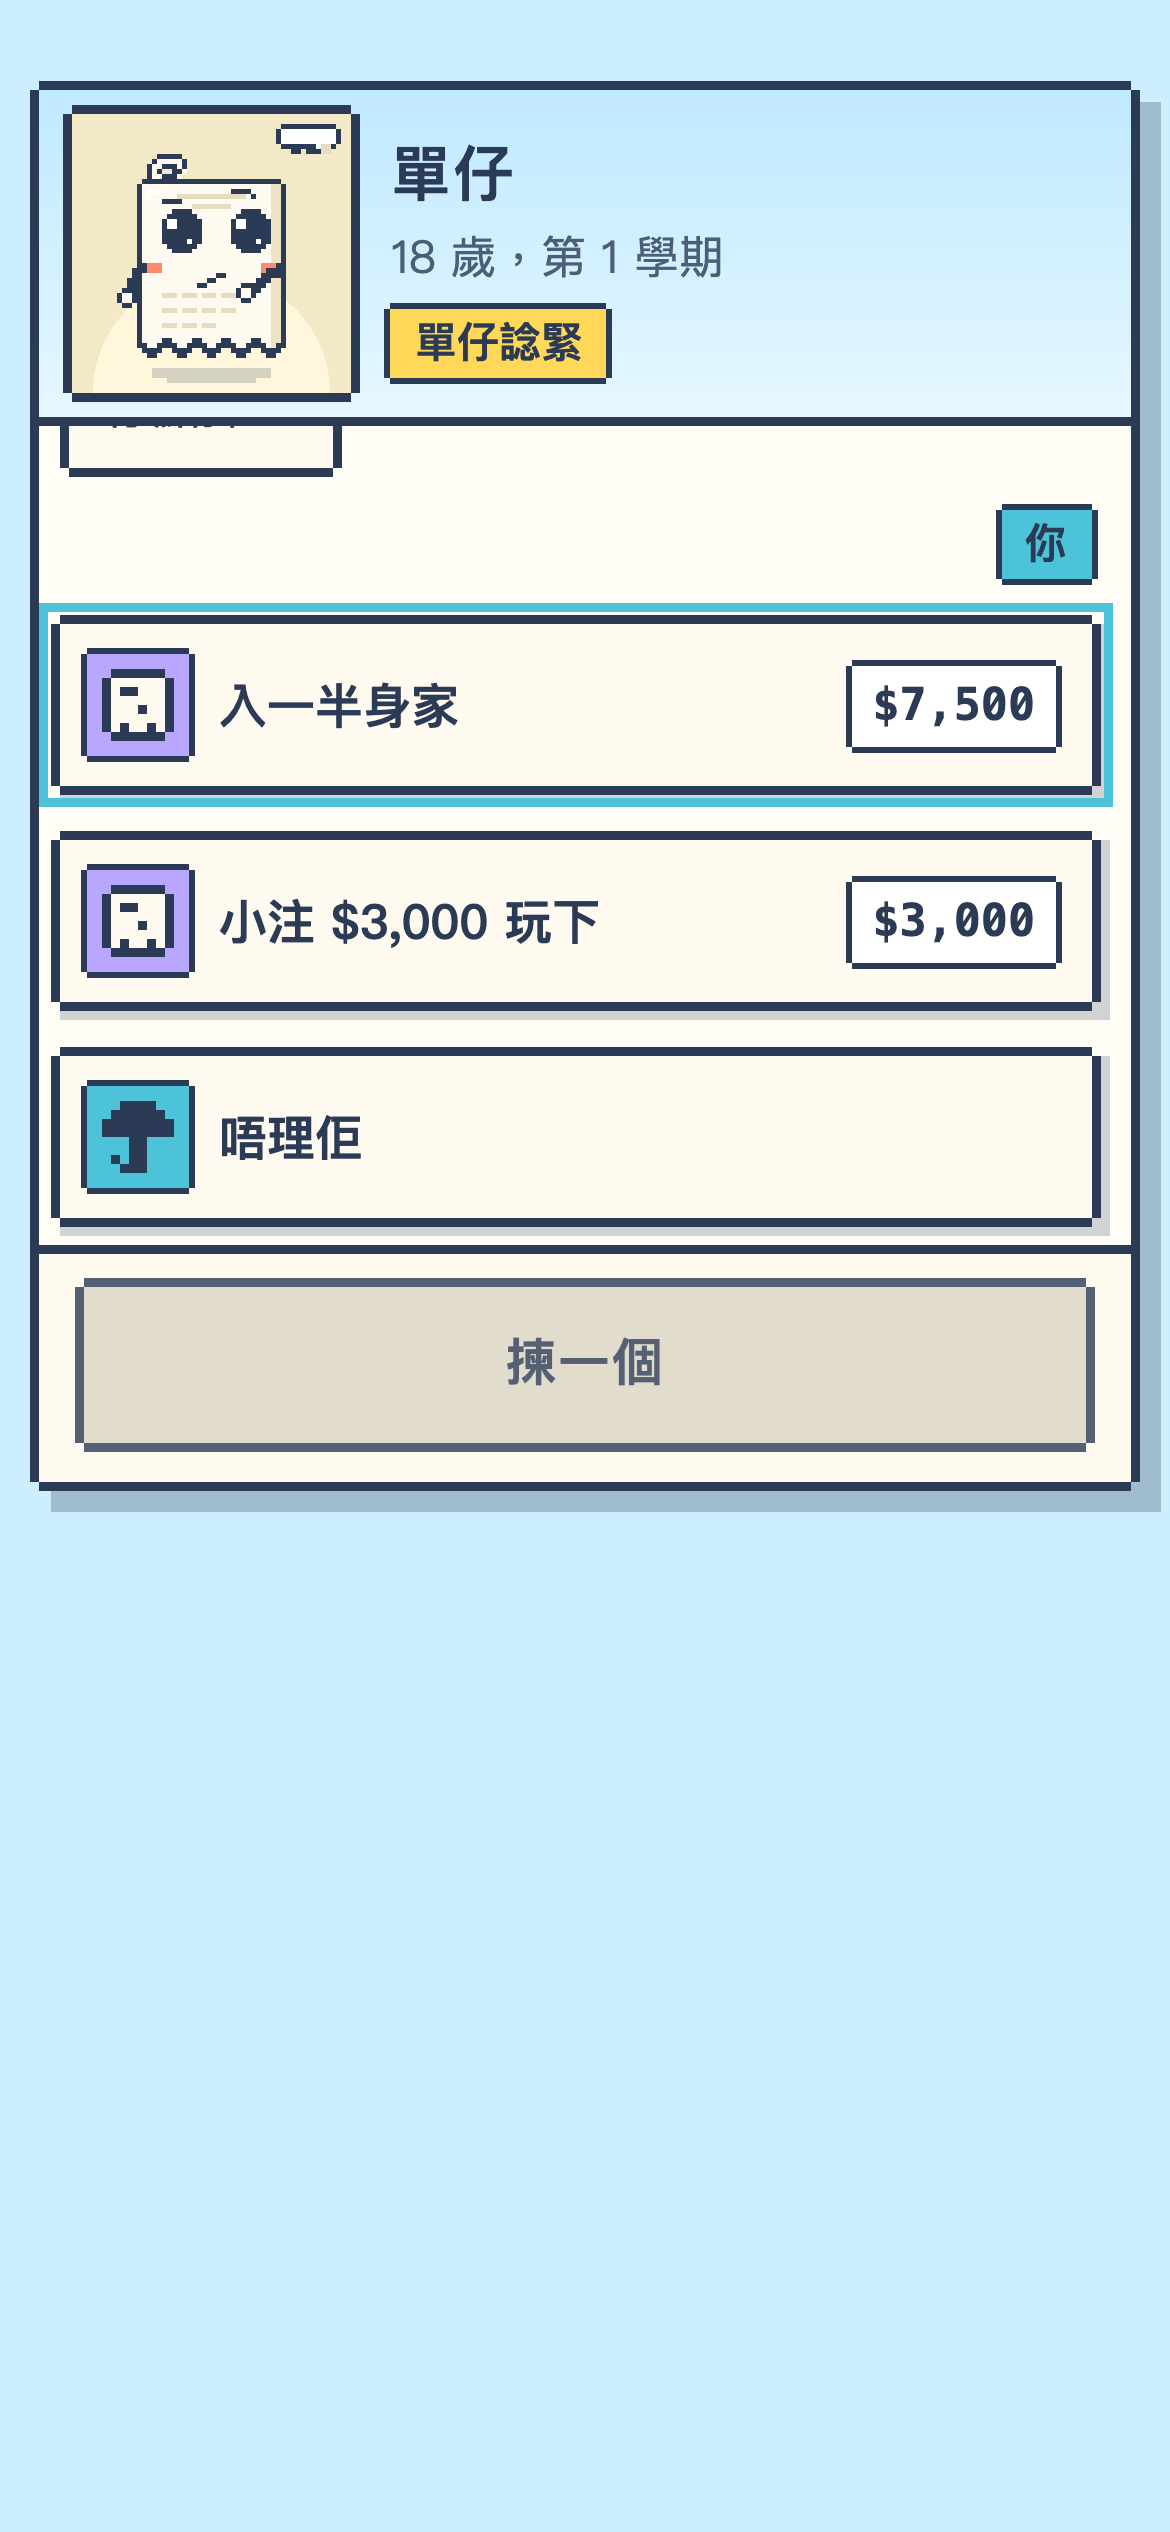 單仔
18 歲，第 1 學期
單仔諗緊
你
入一半身家
$7,500
小注 $3,000 玩下
$3,000
唔理佢
揀一個